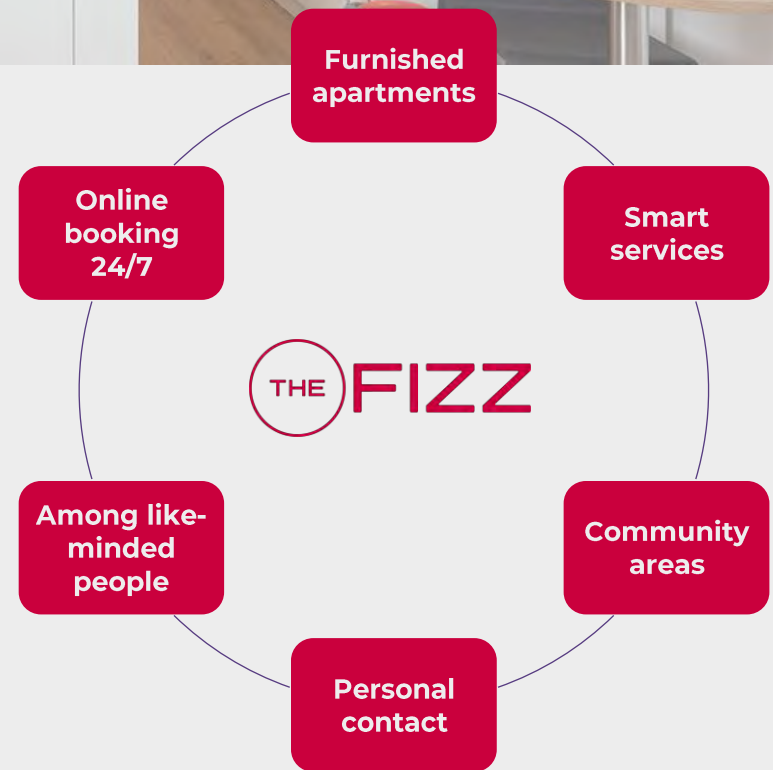 Furnished
apartments
Smart
services
Community
areas
Personal
contact
Among like-
minded
people
Online
booking
24/7
THE FIZZ